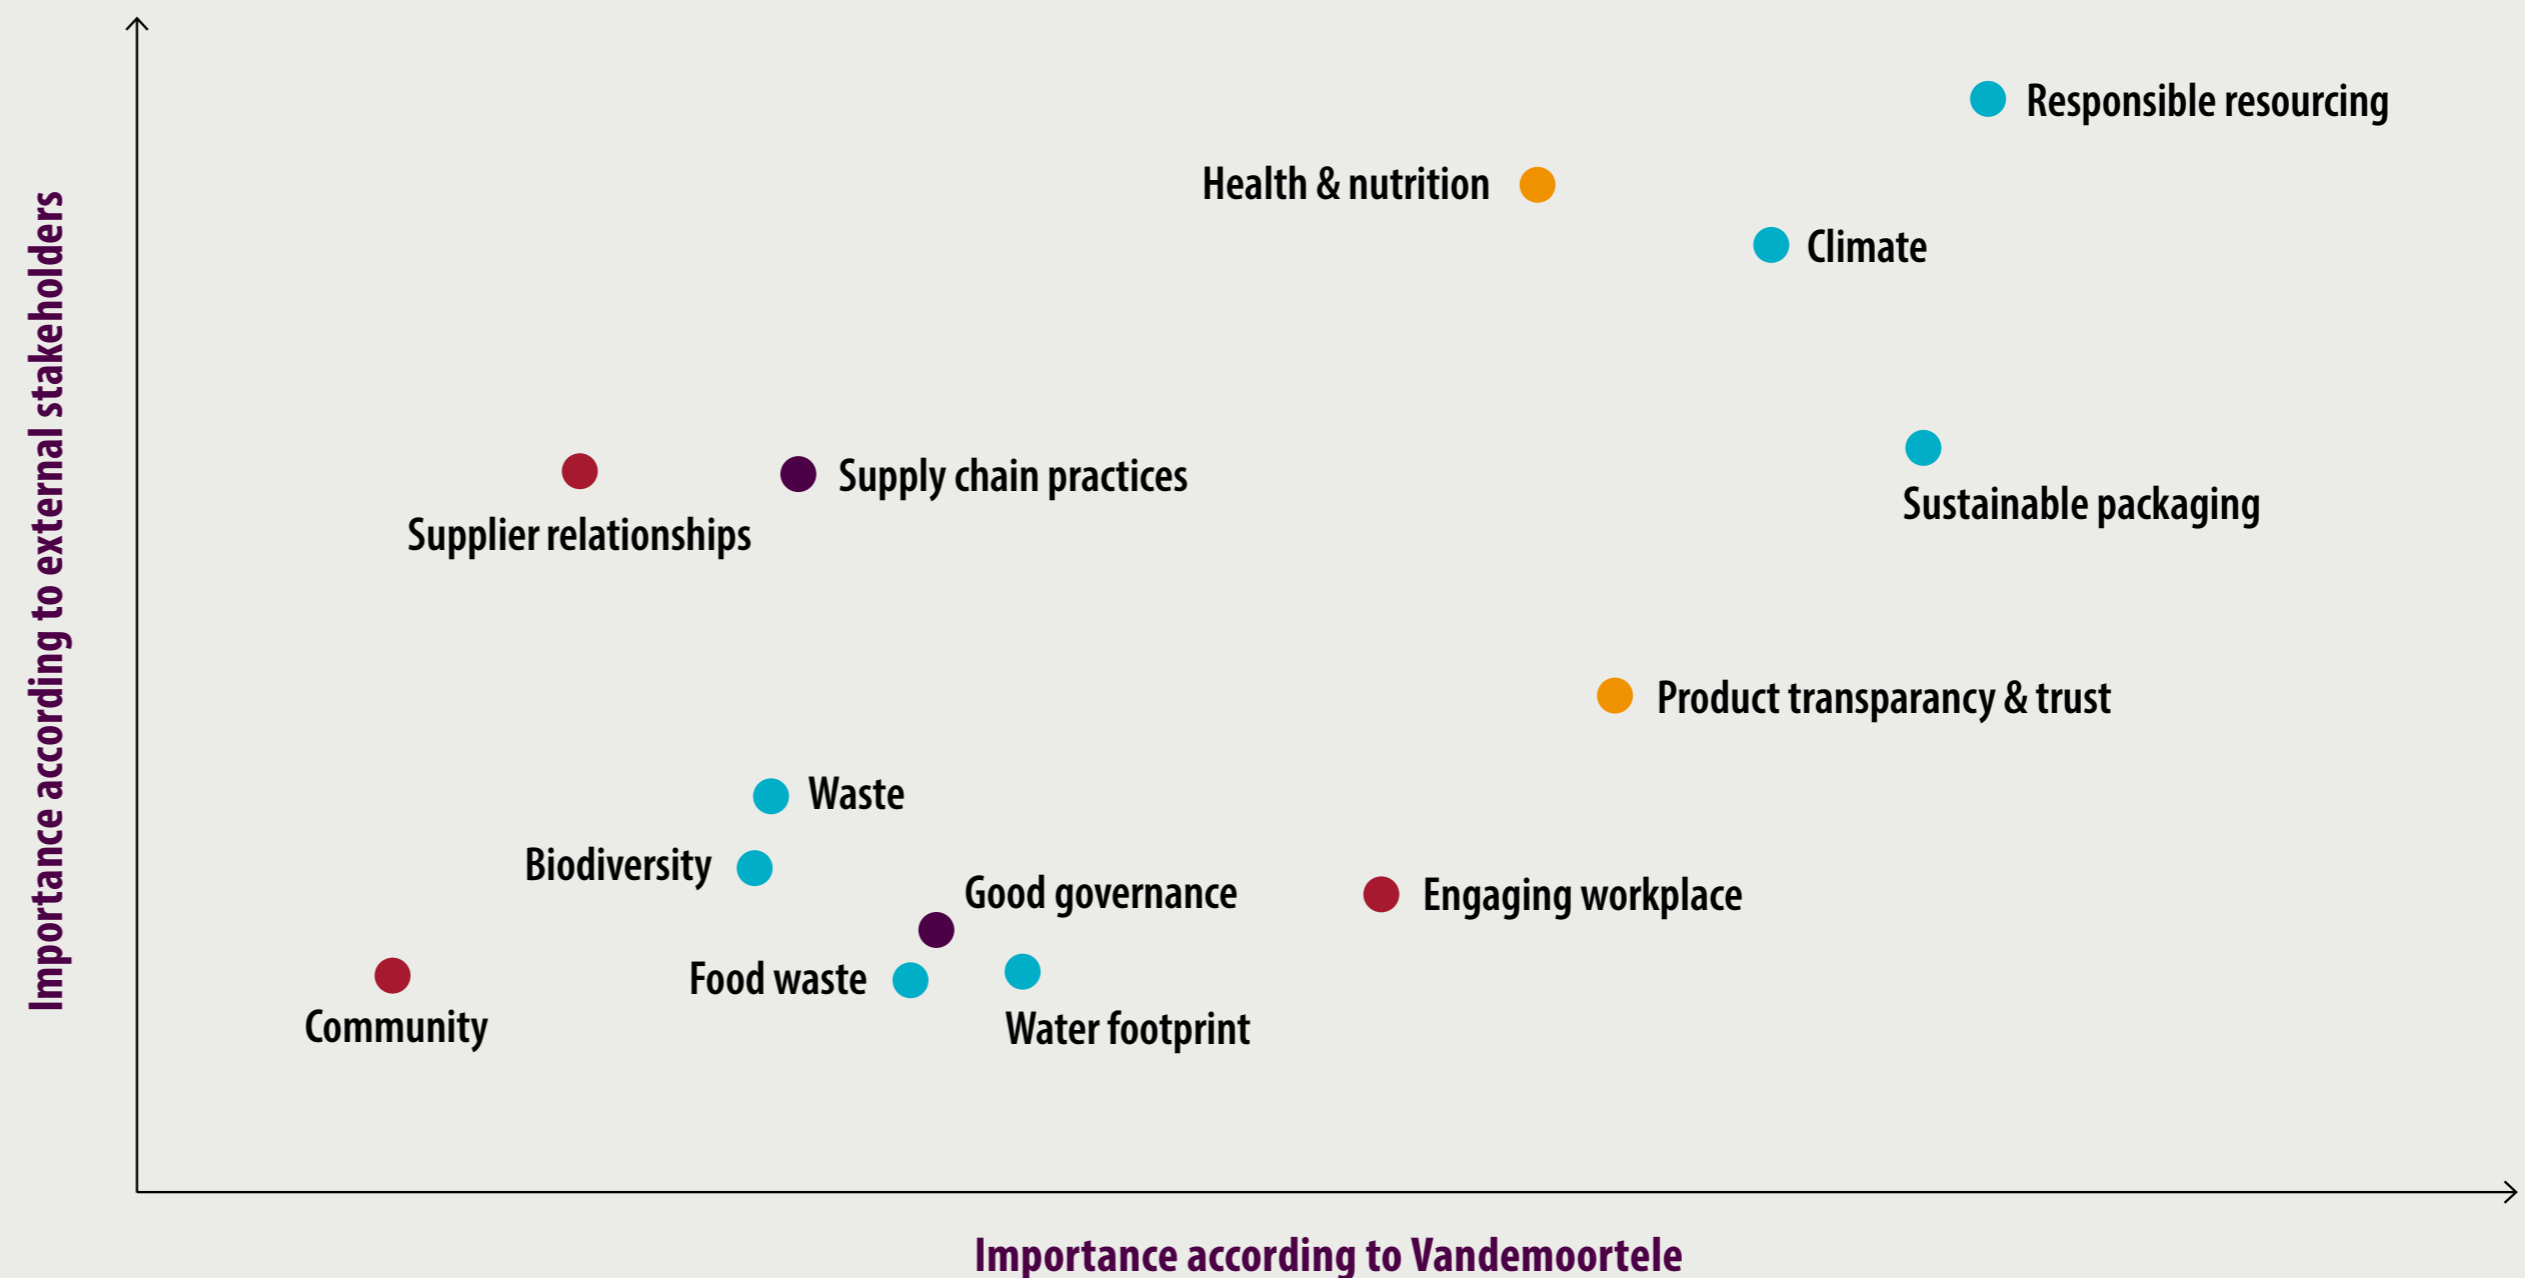 Importance according to external stakeholders
Responsible resourcing
Health & nutrition
Climate
Supply chain practices
Sustainable packaging
Supplier relationships
Product transparancy & trust
Waste
Biodiversity
Good governance
Engaging workplace
Food waste
Community
Water footprint
Importance according to Vandemoortele